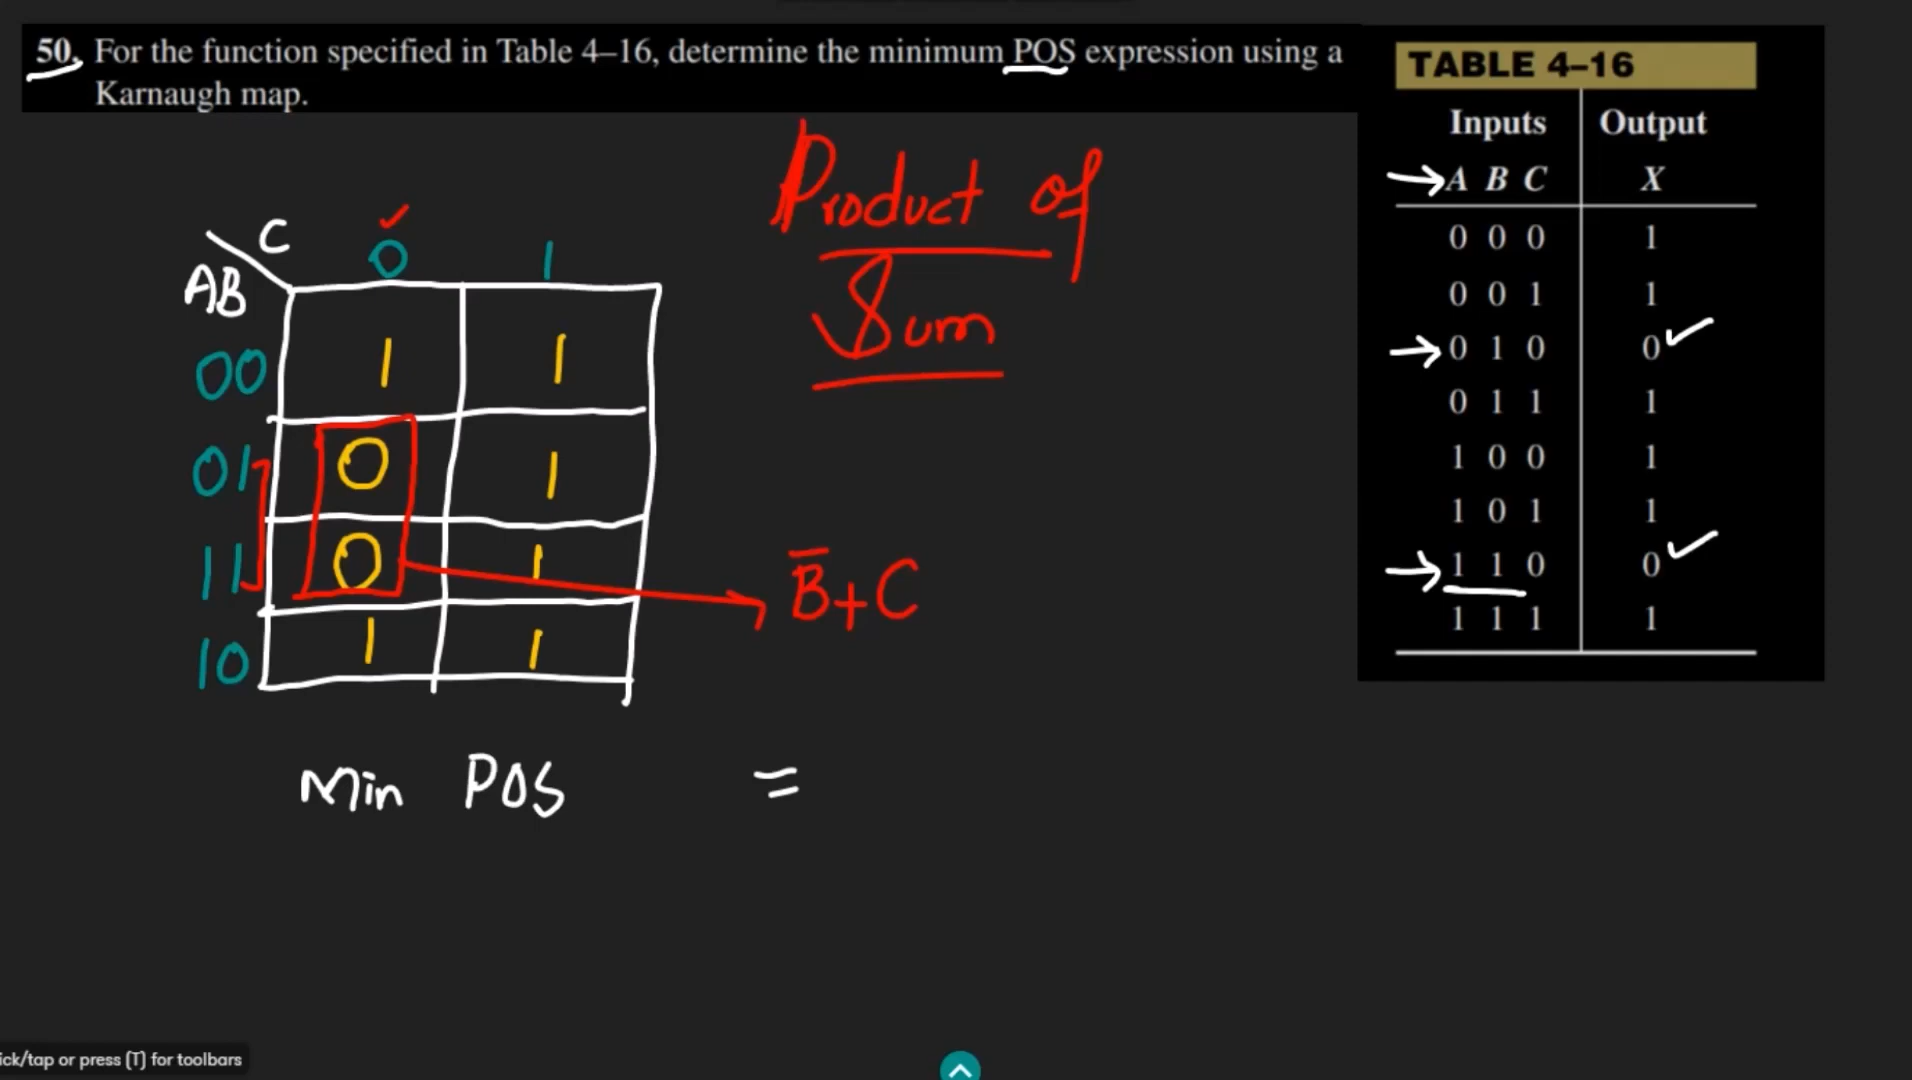 50. For the function specified in Table 4–16, determine the minimum POS expression using a
Karnaugh map.
TABLE 4–16
Inputs Output
A B C X
0 0 0 1
0 0 1 1
0 1 0 0
0 1 1 1
1 0 0 1
1 0 1 1
1 1 0 0
1 1 1 1
Product of
Sum
C
AB
0 1
00 1 1
01 0 1
11 0 1
10 1 1
B̅+C
Min POS =
ick/tap or press (T) for toolbars